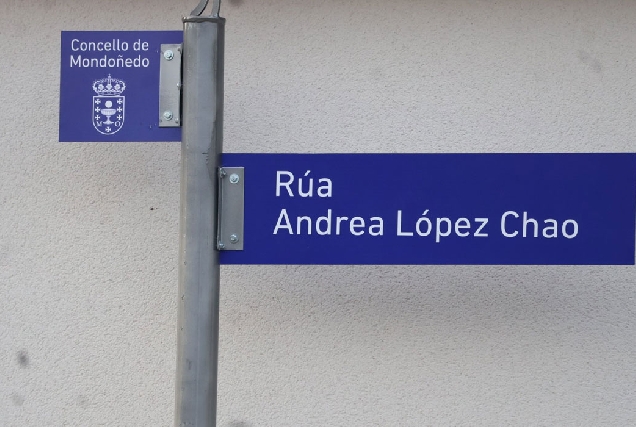 Concello de
Mondoñedo
Rúa
Andrea López Chao